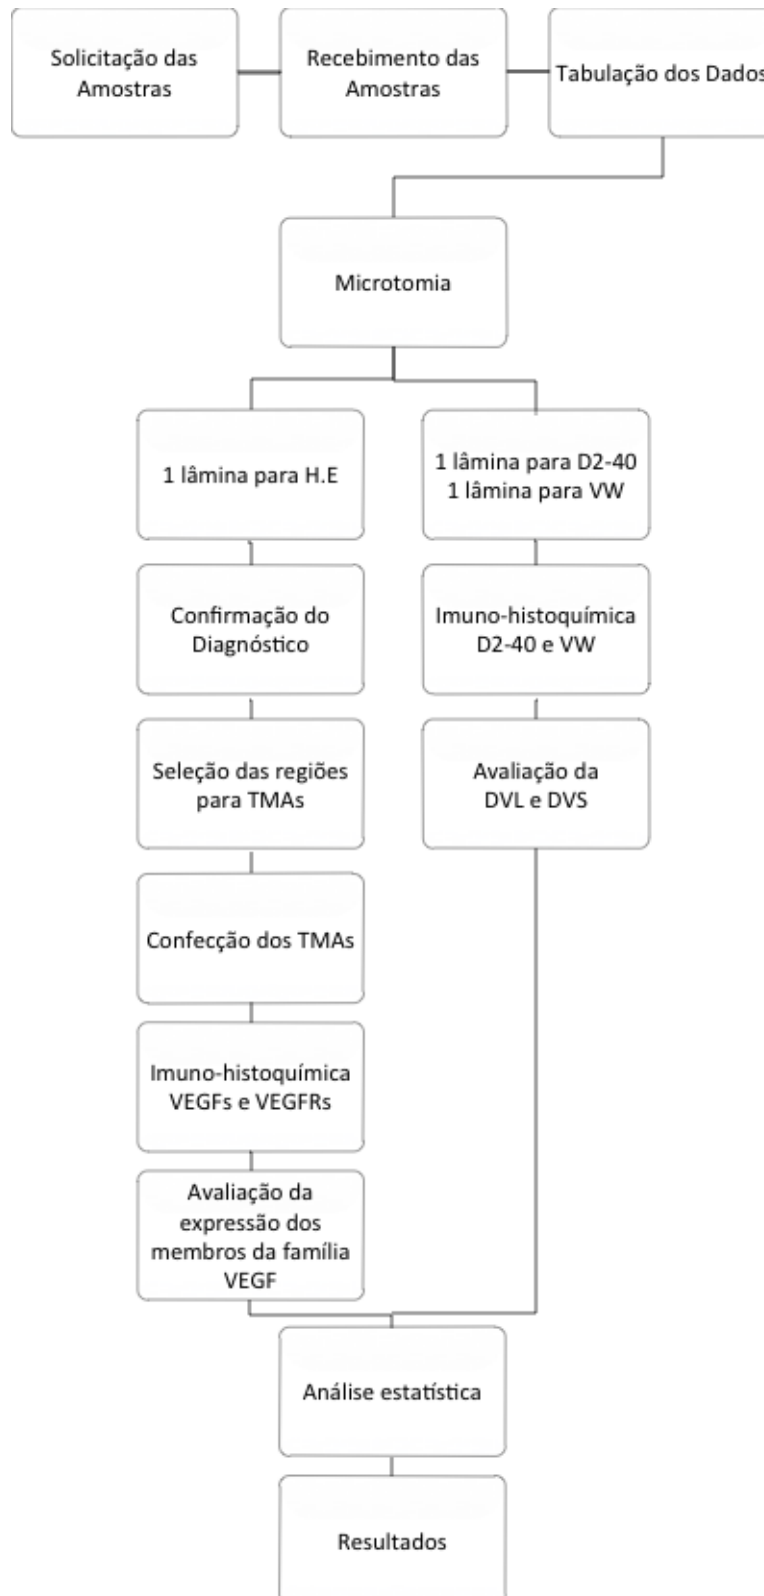 Solicitação das
Amostras
Recebimento das
Amostras
Tabulação dos Dados
Microtomia
1 lâmina para H.E
1 lâmina para D2-40
1 lâmina para VW
Confirmação do
Diagnóstico
Imuno-histoquímica
D2-40 e VW
Seleção das regiões
para TMAs
Avaliação da
DVL e DVS
Confecção dos TMAs
Imuno-histoquímica
VEGFs e VEGFRs
Avaliação da
expressão dos
membros da família
VEGF
Análise estatística
Resultados